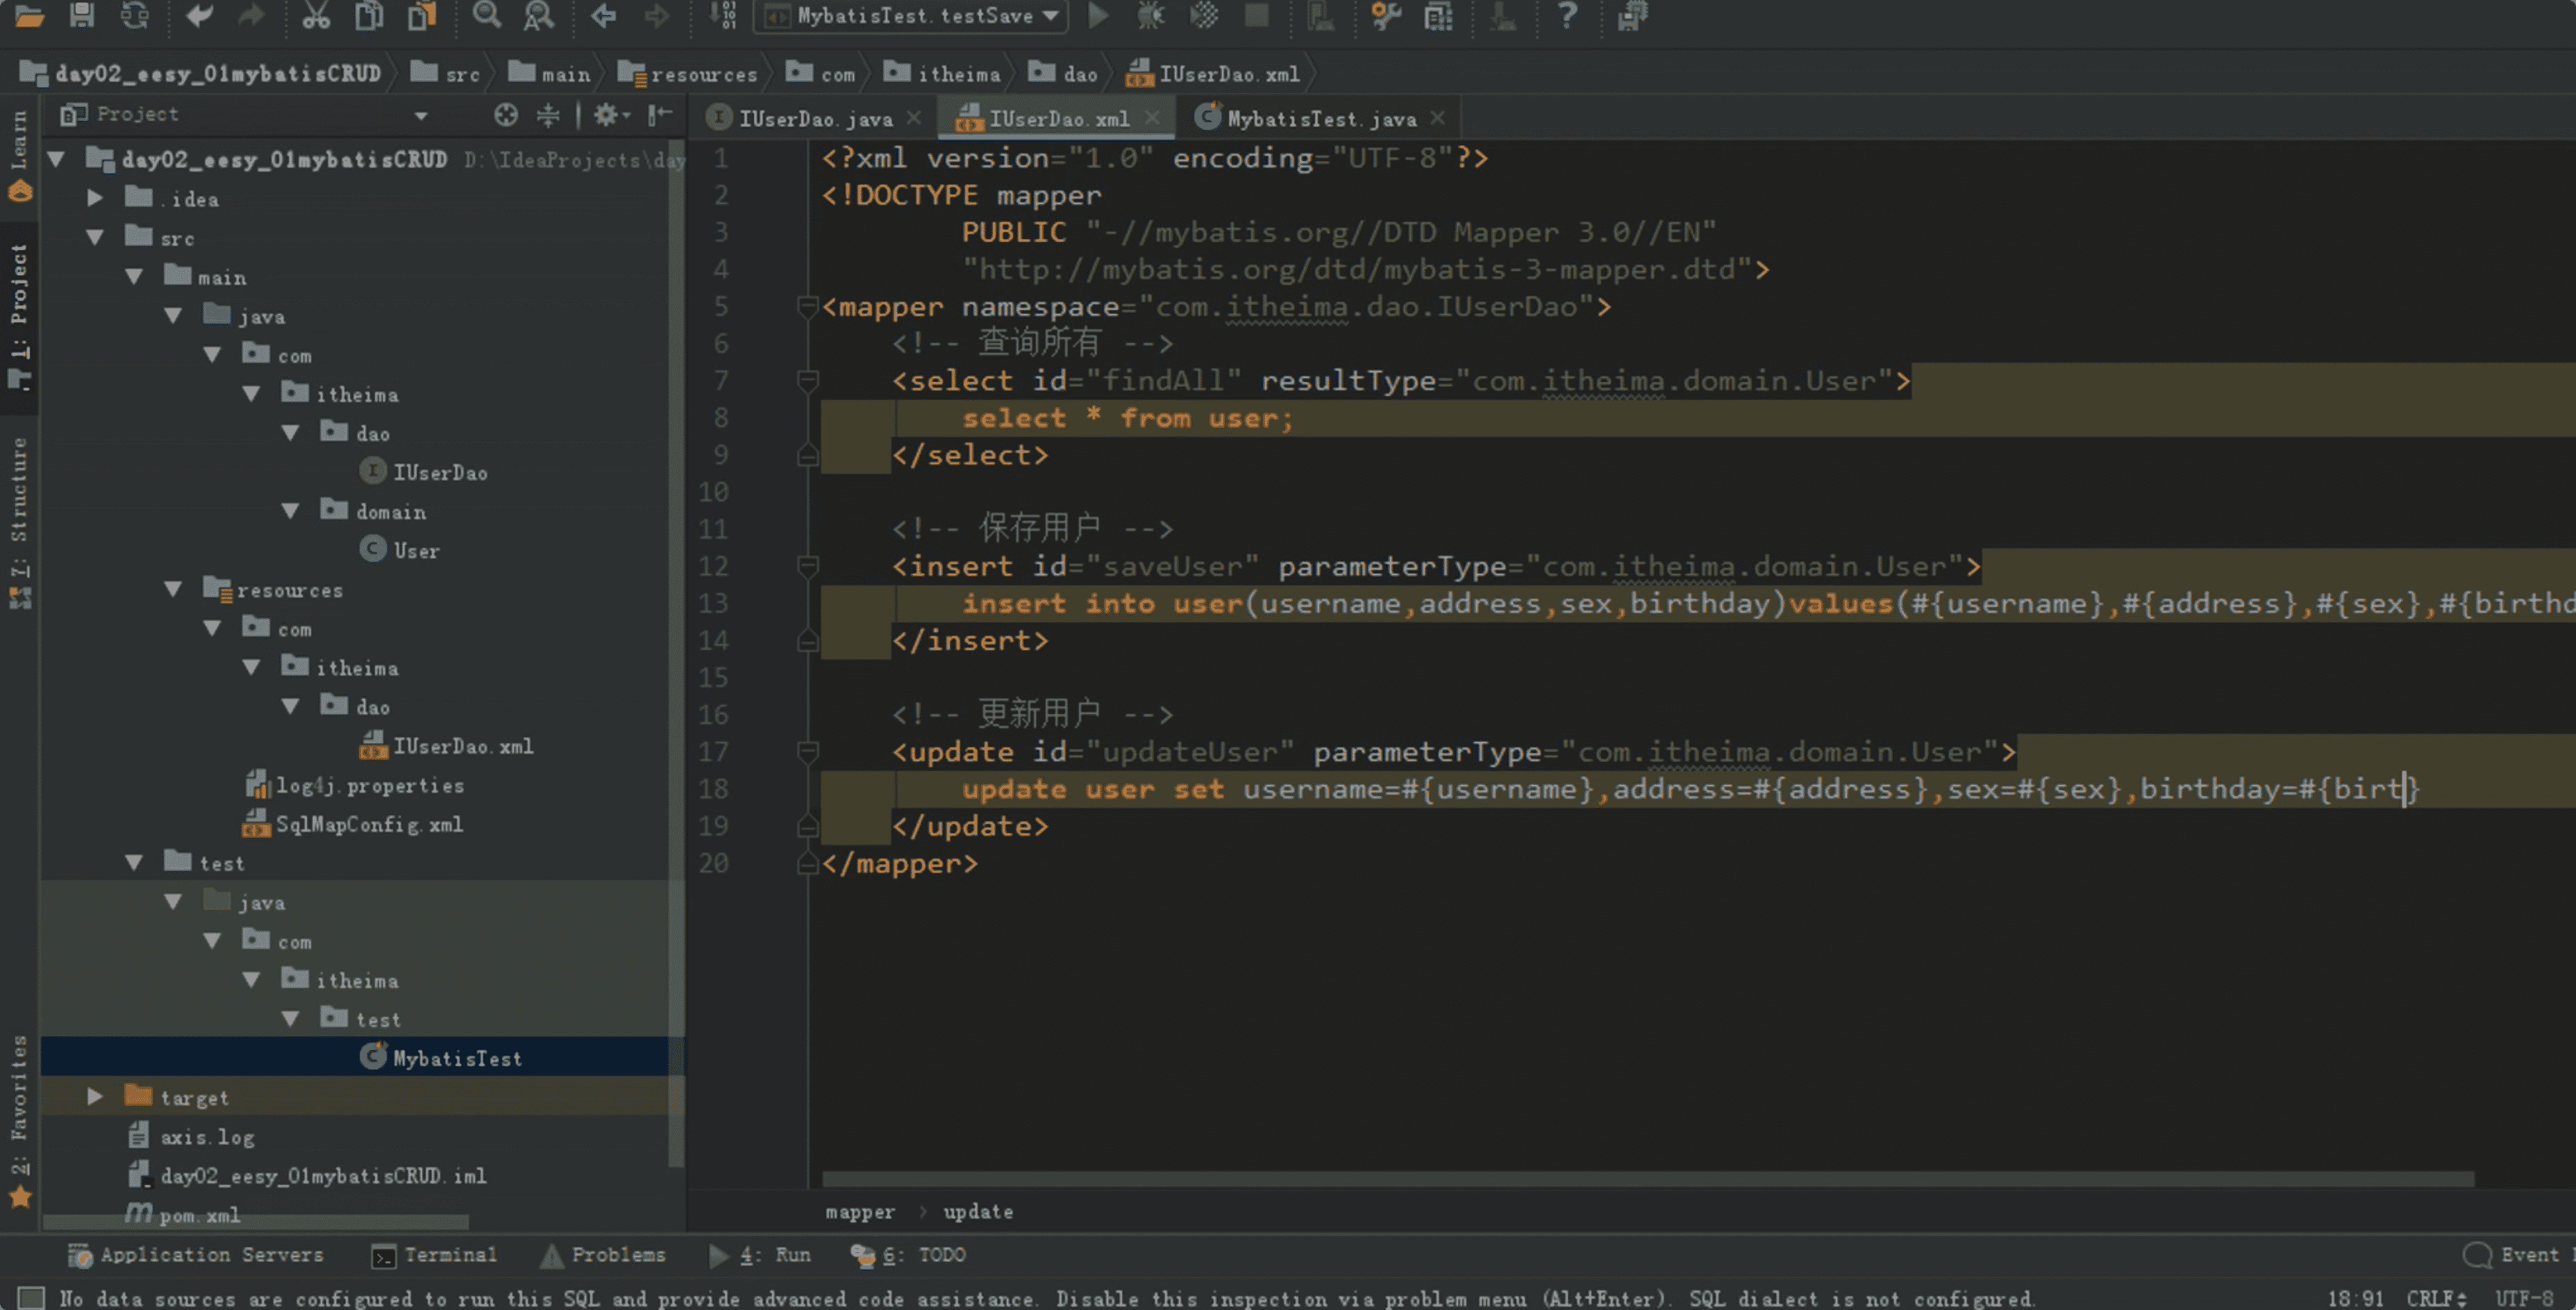 MybatisTest.testSave
day02_eesy_01mybatisCRUD src main resources com itheima dao IUserDao.xml
Project
IUserDao.java IUserDao.xml MybatisTest.java
Learn
1: Project
7: Structure
2: Favorites
day02_eesy_01mybatisCRUD D:\IdeaProjects\day
.idea
src
main
java
com
itheima
dao
IUserDao
domain
User
resources
com
itheima
dao
IUserDao.xml
log4j.properties
SqlMapConfig.xml
test
java
com
itheima
test
MybatisTest
target
axis.log
day02_eesy_01mybatisCRUD.iml
pom.xml
1 <?xml version="1.0" encoding="UTF-8"?>
2 <!DOCTYPE mapper
3 PUBLIC "-//mybatis.org//DTD Mapper 3.0//EN"
4 "http://mybatis.org/dtd/mybatis-3-mapper.dtd">
5 <mapper namespace="com.itheima.dao.IUserDao">
6 <!-- 查询所有 -->
7 <select id="findAll" resultType="com.itheima.domain.User">
8 select * from user;
9 </select>
10
11 <!-- 保存用户 -->
12 <insert id="saveUser" parameterType="com.itheima.domain.User">
13 insert into user(username,address,sex,birthday)values(#{username},#{address},#{sex},#{birthd
14 </insert>
15
16 <!-- 更新用户 -->
17 <update id="updateUser" parameterType="com.itheima.domain.User">
18 update user set username=#{username},address=#{address},sex=#{sex},birthday=#{birt}
19 </update>
20 </mapper>
mapper › update
Application Servers Terminal Problems 4: Run 6: TODO Event
No data sources are configured to run this SQL and provide advanced code assistance. Disable this inspection via problem menu (Alt+Enter). SQL dialect is not configured. 18:91 CRLF UTF-8